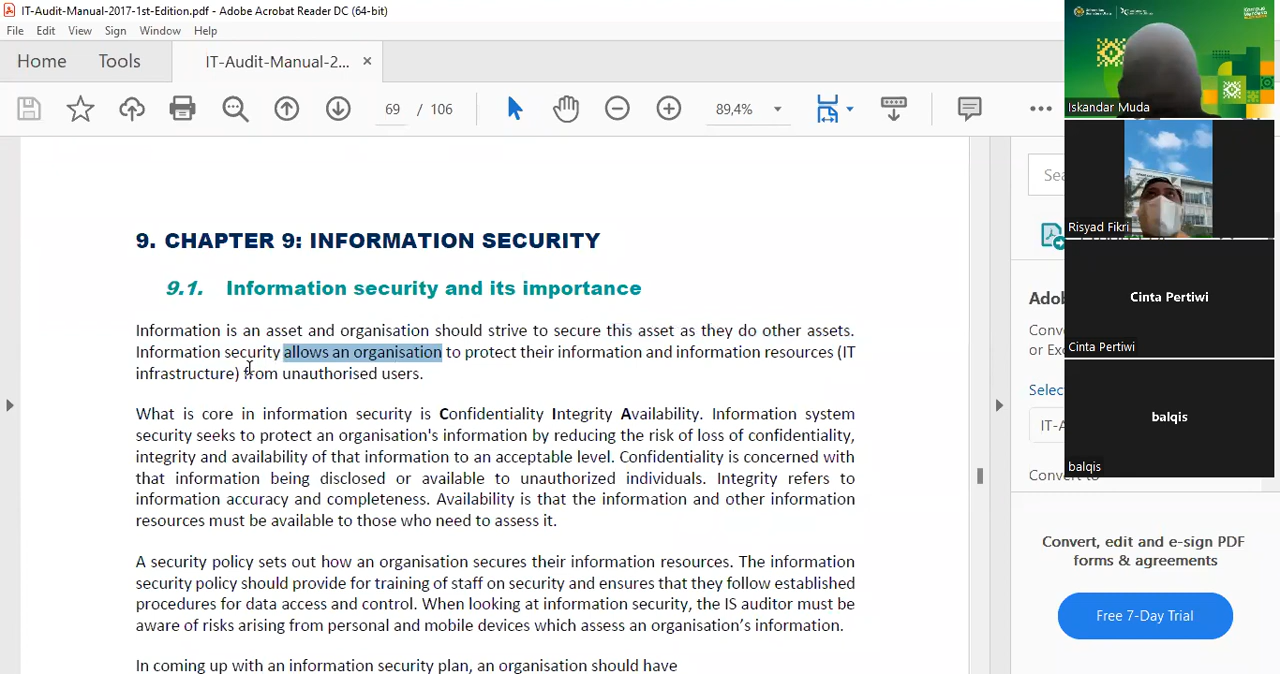 IT-Audit-Manual-2017-1st-Edition.pdf - Adobe Acrobat Reader DC (64-bit)
File Edit View Sign Window Help
Home Tools IT-Audit-Manual-2... ×
69 / 106 89,4%
9. CHAPTER 9: INFORMATION SECURITY
9.1. Information security and its importance
Information is an asset and organisation should strive to secure this asset as they do other assets.
Information security allows an organisation to protect their information and information resources (IT
infrastructure) from unauthorised users.
What is core in information security is Confidentiality Integrity Availability. Information system
security seeks to protect an organisation's information by reducing the risk of loss of confidentiality,
integrity and availability of that information to an acceptable level. Confidentiality is concerned with
that information being disclosed or available to unauthorized individuals. Integrity refers to
information accuracy and completeness. Availability is that the information and other information
resources must be available to those who need to assess it.
A security policy sets out how an organisation secures their information resources. The information
security policy should provide for training of staff on security and ensures that they follow established
procedures for data access and control. When looking at information security, the IS auditor must be
aware of risks arising from personal and mobile devices which assess an organisation's information.
In coming up with an information security plan, an organisation should have
Iskandar Muda
Risyad Fikri
Cinta Pertiwi
Cinta Pertiwi
balqis
balqis
Sea
Adob
Conv
or Ex
Selec
IT-A
Convert to
Convert, edit and e-sign PDF
forms & agreements
Free 7-Day Trial